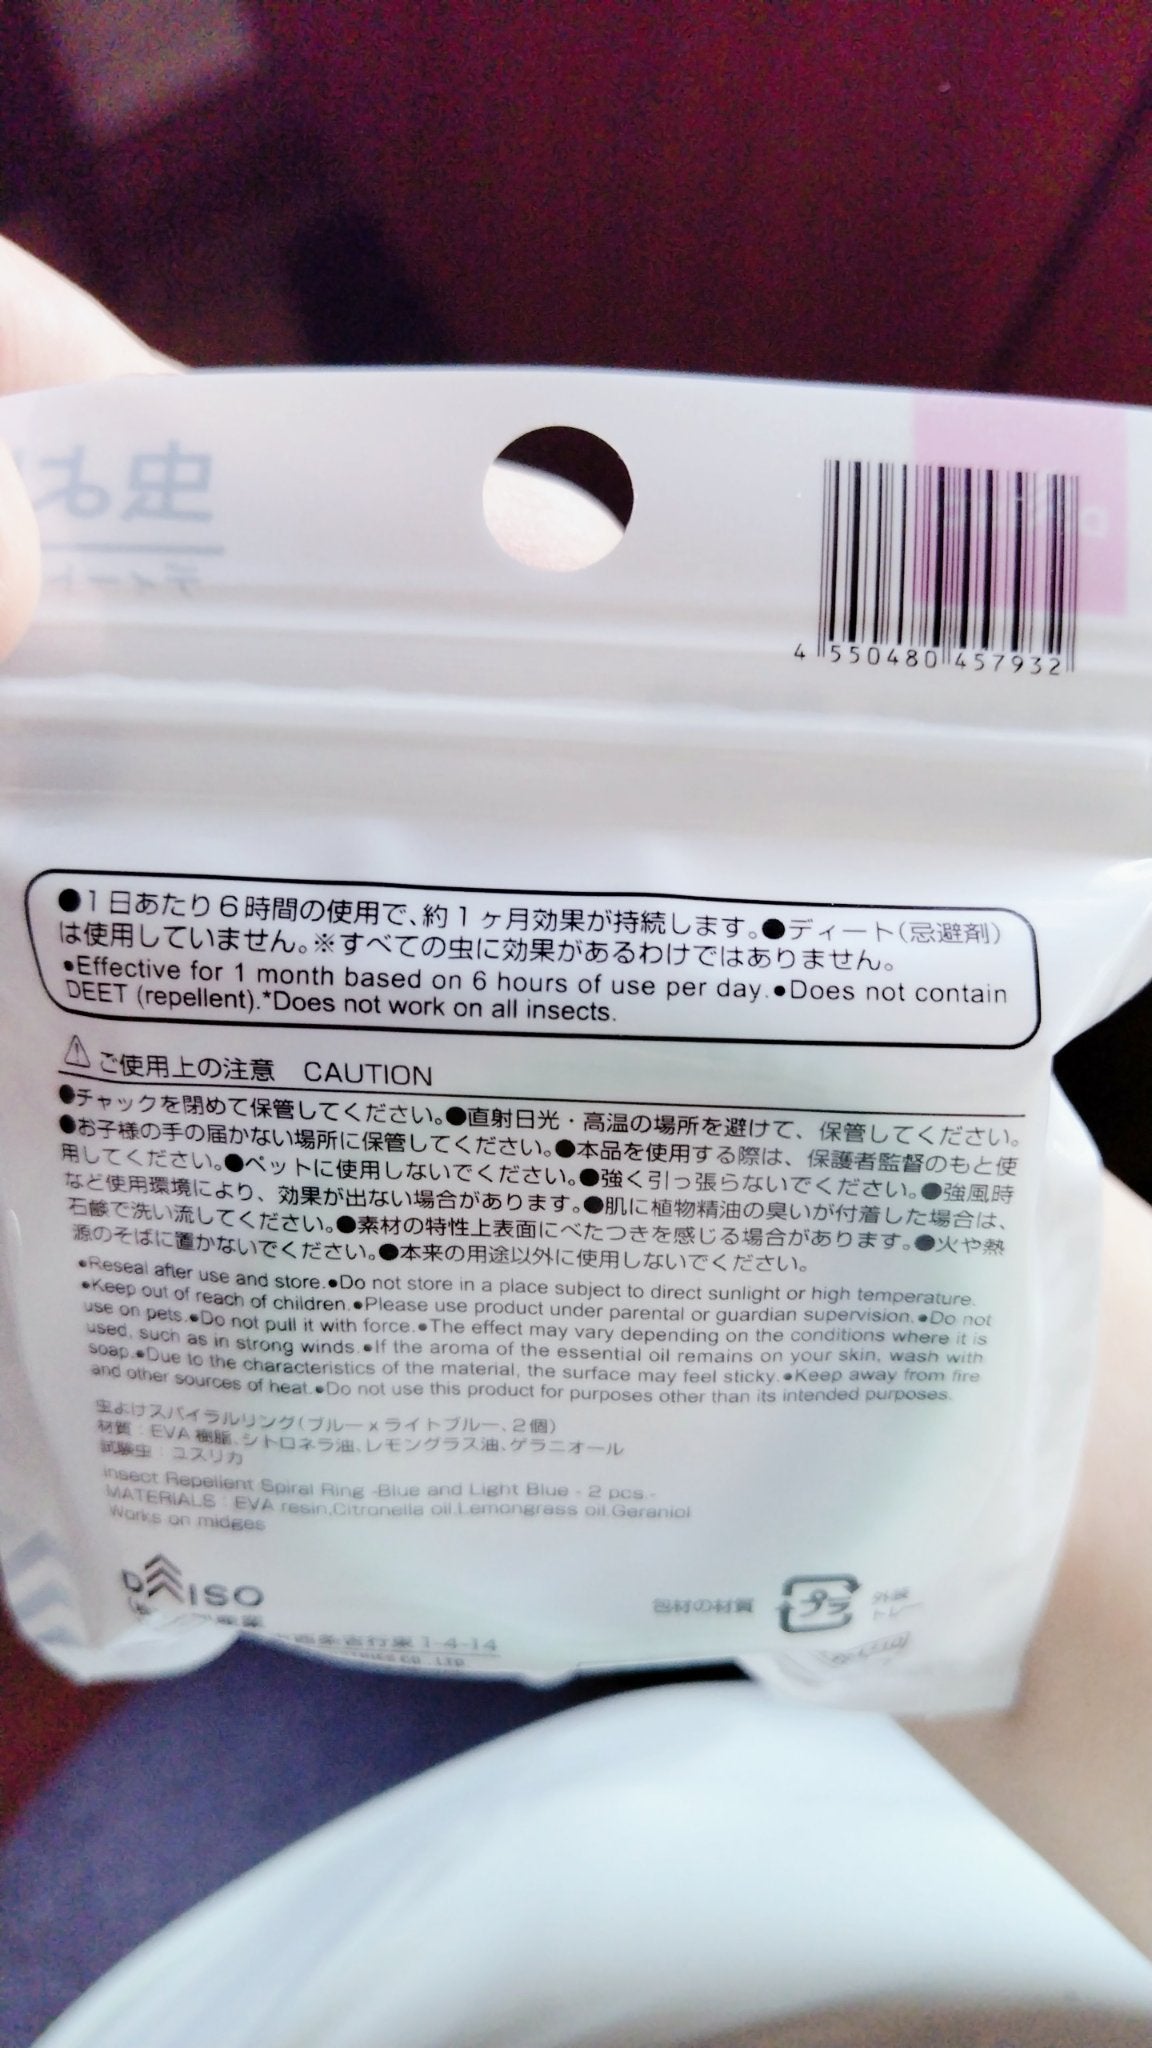 4 550480 457932
●1日あたり6時間の使用で、約1ヶ月効果が持続します。●ディート(忌避剤)
は使用していません。※すべての虫に効果があるわけではありません。
•Effective for 1 month based on 6 hours of use per day.•Does not contain
DEET (repellent).*Does not work on all insects.
⚠ご使用上の注意 CAUTION
●チャックを閉めて保管してください。●直射日光・高温の場所を避けて、保管してください。
●お子様の手の届かない場所に保管してください。●本品を使用する際は、保護者監督のもと使
用してください。●ペットに使用しないでください。●強く引っ張らないでください。●強風時
など使用環境により、効果が出ない場合があります。●肌に植物精油の臭いが付着した場合は、
石鹸で洗い流してください。●素材の特性上表面にべたつきを感じる場合があります。●火や熱
源のそばに置かないでください。●本来の用途以外に使用しないでください。
•Reseal after use and store.•Do not store in a place subject to direct sunlight or high temperature.
•Keep out of reach of children.•Please use product under parental or guardian supervision.•Do not
use on pets.•Do not pull it with force.•The effect may vary depending on the conditions where it is
used, such as in strong winds.•If the aroma of the essential oil remains on your skin, wash with
soap.•Due to the characteristics of the material, the surface may feel sticky.•Keep away from fire
and other sources of heat.•Do not use this product for purposes other than its intended purposes.
虫よけスパイラルリング(ブルー×ライトブルー、2個)
材質：EVA樹脂、シトロネラ油、レモングラス油、ゲラニオール
試験虫：ユスリカ
Insect Repellent Spiral Ring -Blue and Light Blue - 2 pcs.-
MATERIALS：EVA resin,Citronella oil,Lemongrass oil,Geraniol
Works on midges
DAISO
包材の材質 プラ
吉行東1-4-14
CO.,LTD